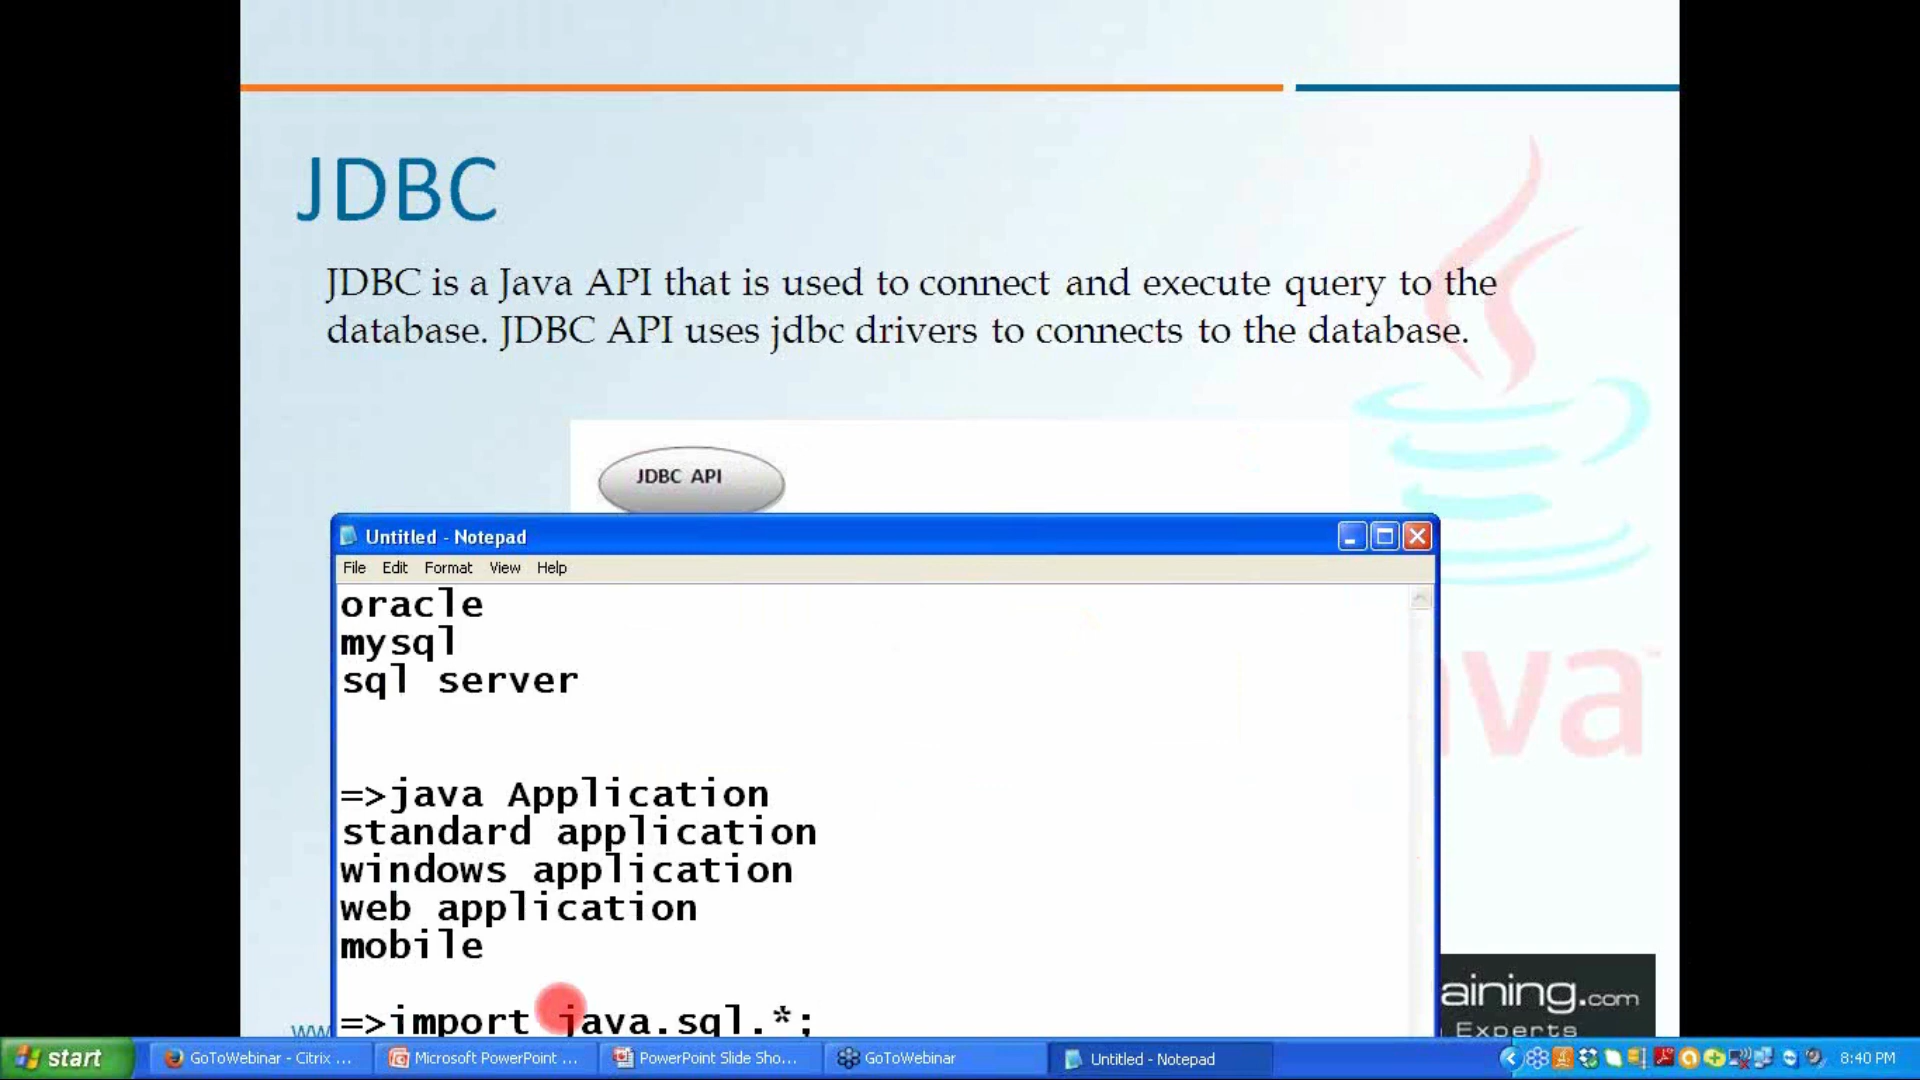 JDBC
JDBC is a Java API that is used to connect and execute query to the
database. JDBC API uses jdbc drivers to connects to the database.
JDBC API
Untitled - Notepad
File Edit Format View Help
oracle
mysql
sql server
=>java Application
standard application
windows application
web application
mobile
=>import java.sql.*;
ava™
aining.com
Experts
ww
start
GoToWebinar - Citrix ...
Microsoft PowerPoint ...
PowerPoint Slide Sho...
GoToWebinar
Untitled - Notepad
8:40 PM